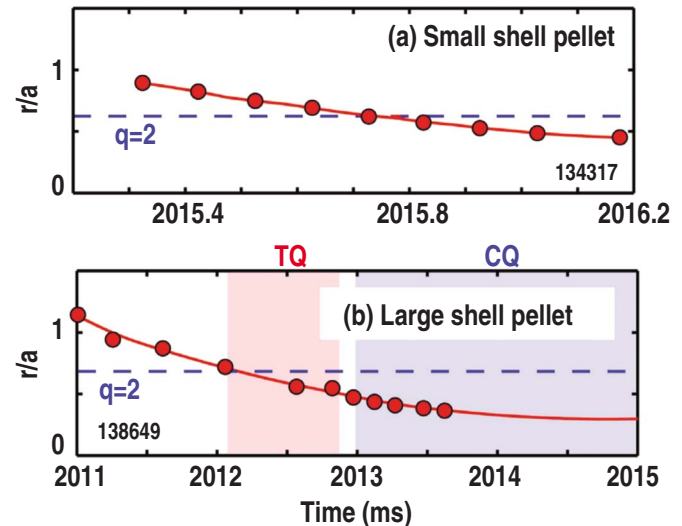 (a) Small shell pellet
r/a
1
0
q=2
134317
2015.4
2015.8
2016.2
TQ
CQ
(b) Large shell pellet
r/a
1
0
q=2
138649
2011
2012
2013
2014
2015
Time (ms)